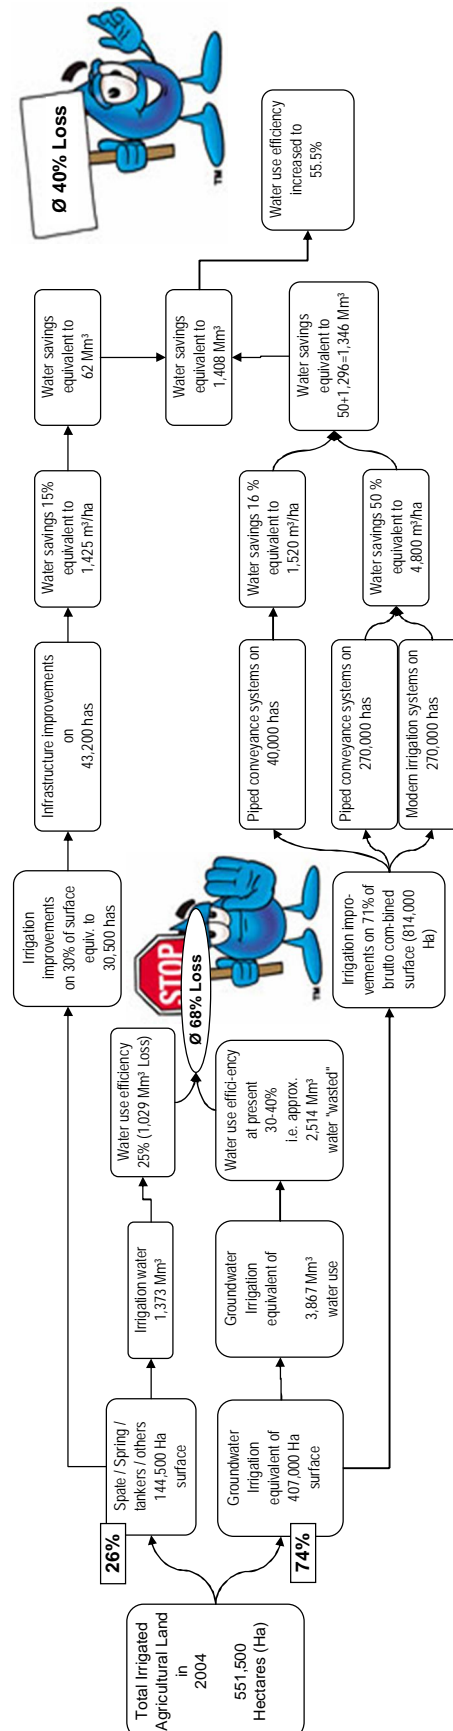 Total Irrigated
Agricultural Land
in
2004
551,500
Hectares (Ha)
26%
Spate / Spring /
tankers / others
144,500 Ha
surface
74%
Groundwater
Irrigation
equivalent of
407,000 Ha
surface
Irrigation water
1,373 Mm³
Groundwater
Irrigation
equivalent of
3,867 Mm³
water use
Water use efficiency
25% (1,029 Mm³ Loss)
Water use effici-ency
at present
30-40%
i.e. approx.
2,514 Mm³
water "wasted"
STOP
Ø 68% Loss
TM
Irrigation
improvements
on 30% of surface
equiv. to
30,500 has
Irrigation impro-
vements on 71% of
brutto com-bined
surface (814,000
Ha)
Infrastructure improvements
on
43,200 has
Piped conveyance systems on
40,000 has
Piped conveyance systems on
270,000 has
Modern irrigation systems on
270,000 has
Water savings 15%
equivalent to
1,425 m³/ha
Water savings 16 %
equivalent to
1,520 m³/ha
Water savings 50 %
equivalent to
4,800 m³/ha
Water savings
equivalent to
62 Mm³
Water savings
equivalent to
1,408 Mm³
Water savings
equivalent to
50+1,296=1,346 Mm³
Water use efficiency
increased to
55.5%
Ø 40% Loss
TM